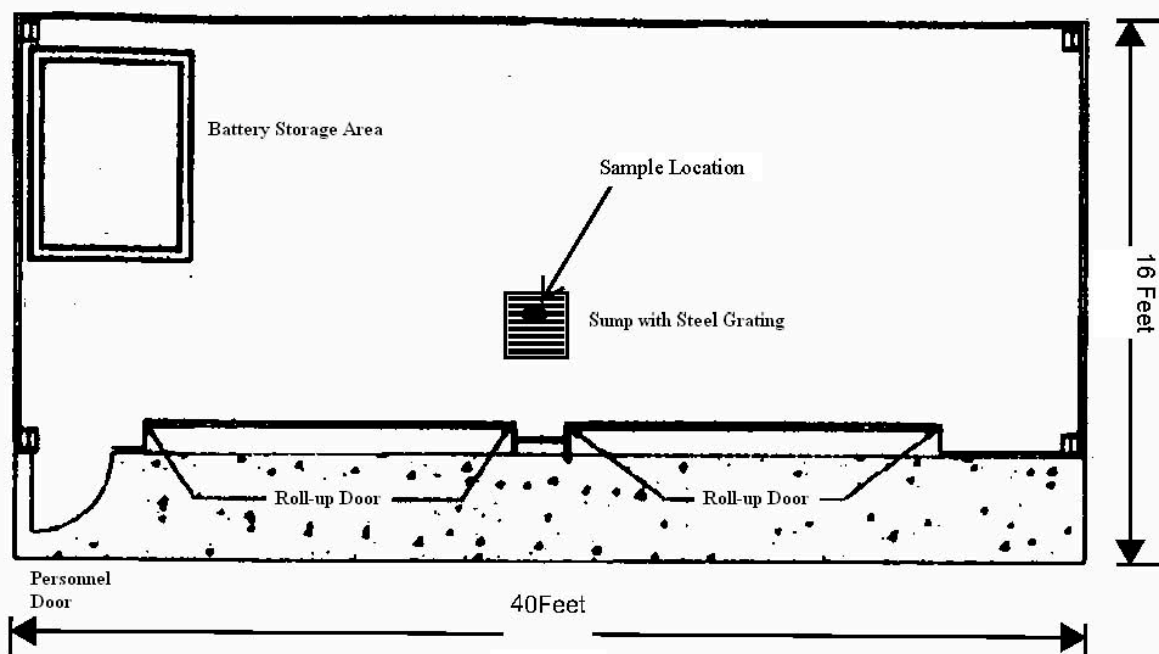 Battery Storage Area
Sample Location
Sump with Steel Grating
16 Feet
Roll-up Door
Roll-up Door
Personnel
Door
40Feet